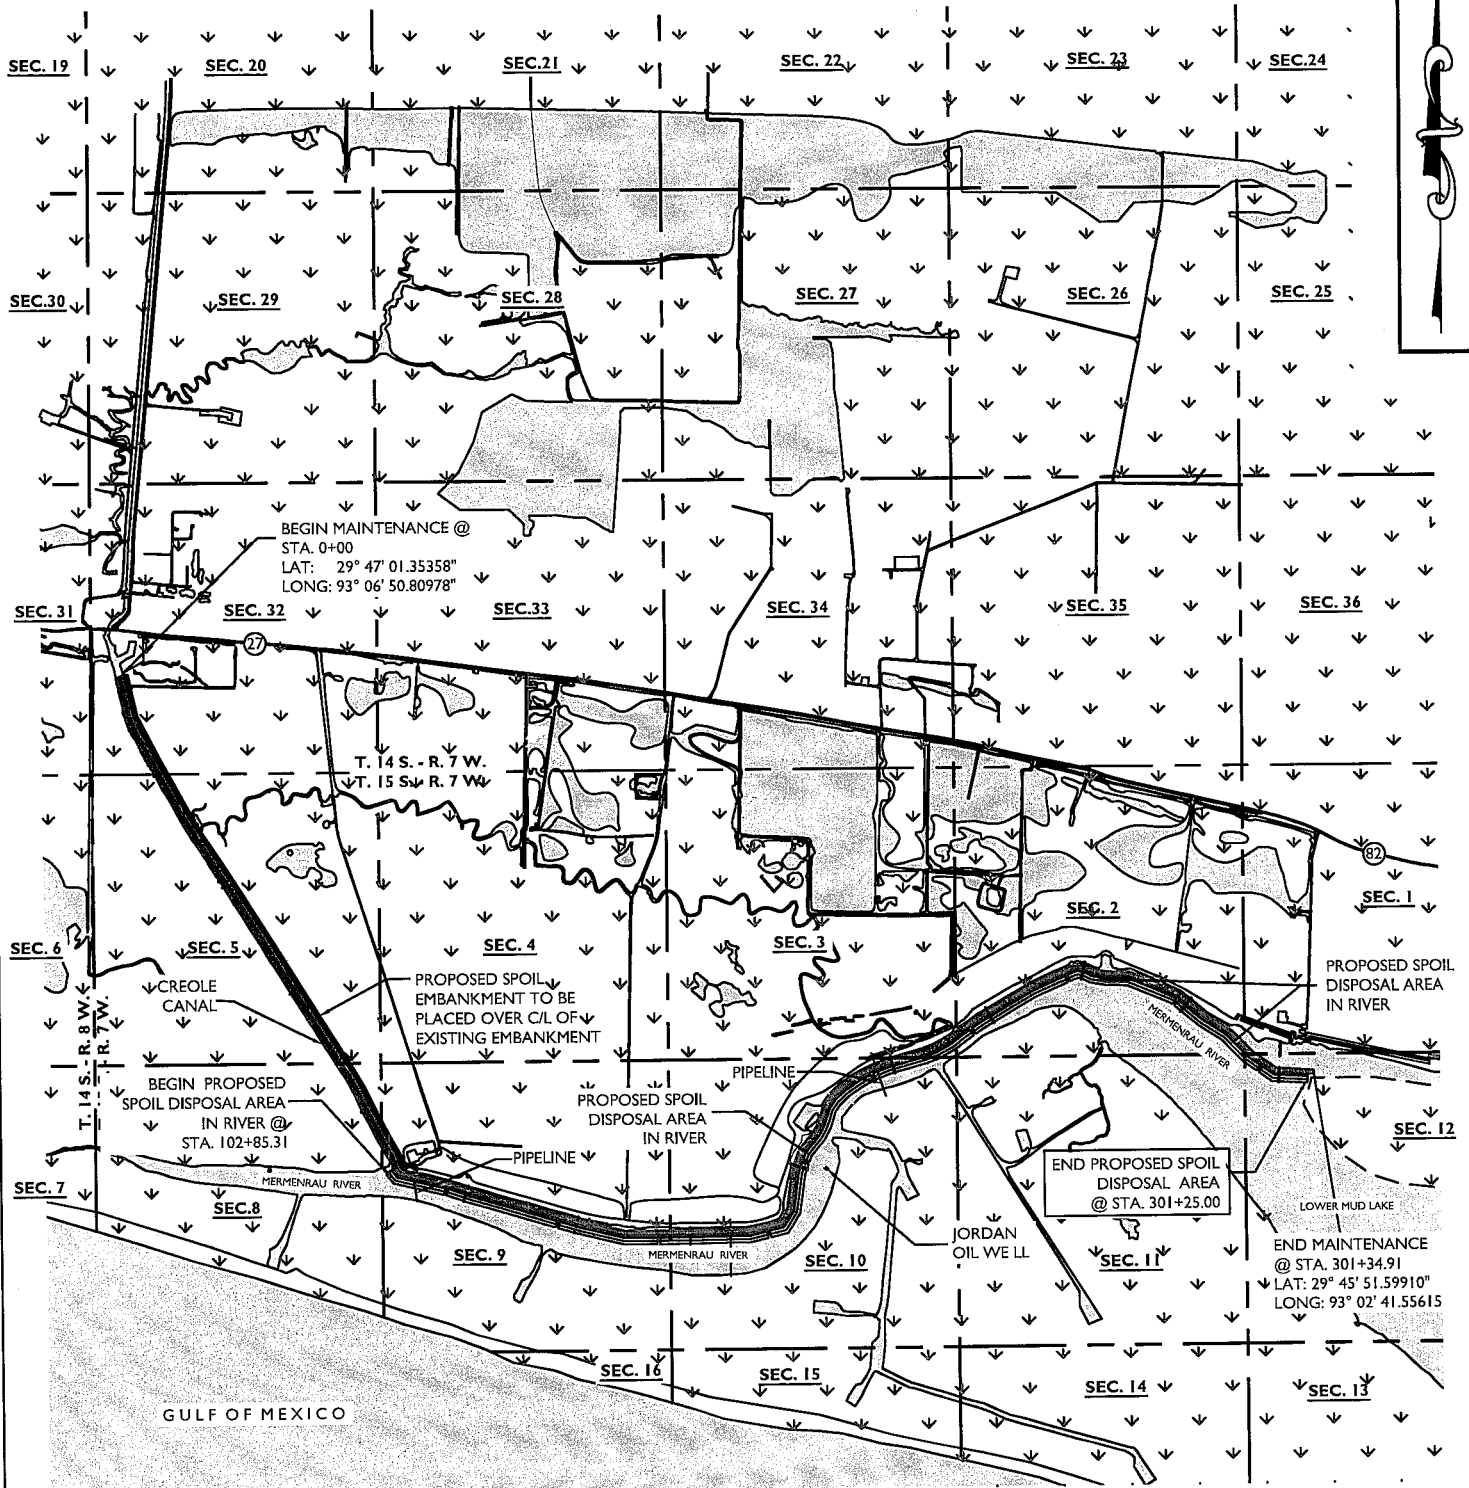 SEC. 19
SEC. 20
SEC.21
SEC. 22
SEC. 23
SEC.24
SEC.30
SEC. 29
SEC. 28
SEC. 27
SEC. 26
SEC. 25
BEGIN MAINTENANCE @
STA. 0+00
LAT: 29° 47' 01.35358"
LONG: 93° 06' 50.80978"
SEC. 31
SEC. 32
SEC.33
SEC. 34
SEC. 35
SEC. 36
27
T. 14 S. - R. 7 W.
T. 15 S. - R. 7 W.
82
SEC. 1
SEC. 2
SEC. 3
SEC. 4
SEC. 5
SEC. 6
CREOLE
CANAL
PROPOSED SPOIL
EMBANKMENT TO BE
PLACED OVER C/L OF
EXISTING EMBANKMENT
PROPOSED SPOIL
DISPOSAL AREA
IN RIVER
MERMENRAU RIVER
T. 14 S. - R. 8 W.
R. 7 W.
BEGIN PROPOSED
SPOIL DISPOSAL AREA
IN RIVER @
STA. 102+85.31
PIPELINE
PROPOSED SPOIL
DISPOSAL AREA
IN RIVER
PIPELINE
SEC. 12
END PROPOSED SPOIL
DISPOSAL AREA
@ STA. 301+25.00
SEC. 7
MERMENRAU RIVER
SEC.8
SEC. 9
MERMENRAU RIVER
SEC. 10
JORDAN
OIL WELL
SEC. 11
LOWER MUD LAKE
END MAINTENANCE
@ STA. 301+34.91
LAT: 29° 45' 51.59910"
LONG: 93° 02' 41.55615
SEC. 16
SEC. 15
SEC. 14
SEC. 13
GULF OF MEXICO